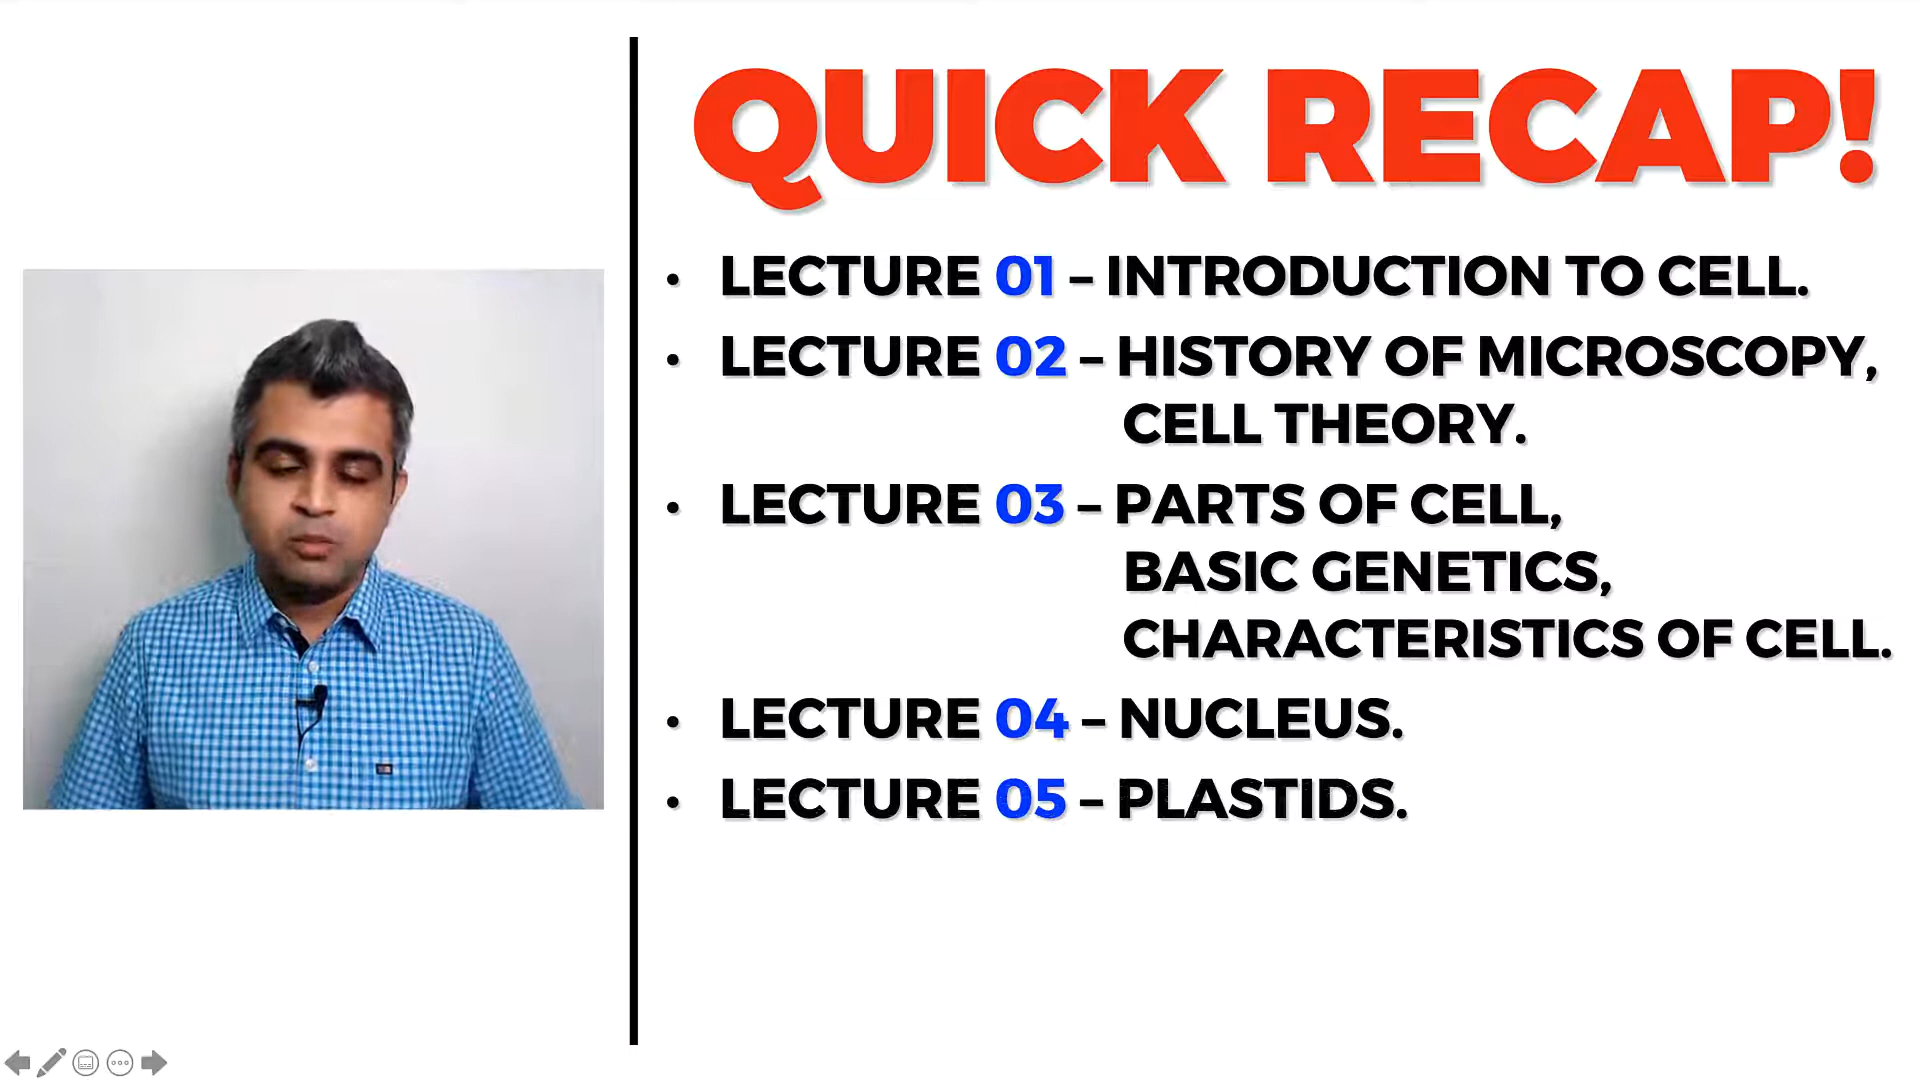 QUICK RECAP!
• LECTURE 01 – INTRODUCTION TO CELL.
• LECTURE 02 – HISTORY OF MICROSCOPY,
CELL THEORY.
• LECTURE 03 – PARTS OF CELL,
BASIC GENETICS,
CHARACTERISTICS OF CELL.
• LECTURE 04 – NUCLEUS.
• LECTURE 05 – PLASTIDS.